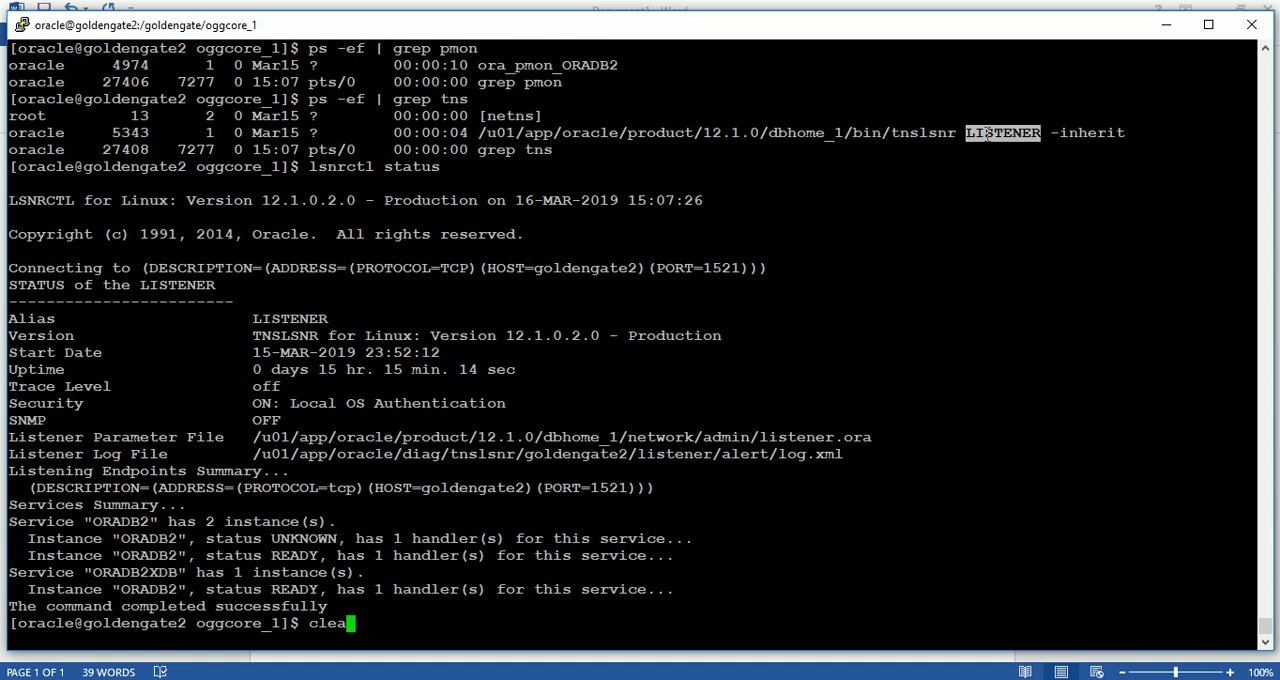 oracle@goldengate2:/goldengate/oggcore_1
[oracle@goldengate2 oggcore_1]$ ps -ef | grep pmon
oracle 4974 1 0 Mar15 ? 00:00:10 ora_pmon_ORADB2
oracle 27406 7277 0 15:07 pts/0 00:00:00 grep pmon
[oracle@goldengate2 oggcore_1]$ ps -ef | grep tns
root 13 2 0 Mar15 ? 00:00:00 [netns]
oracle 5343 1 0 Mar15 ? 00:00:04 /u01/app/oracle/product/12.1.0/dbhome_1/bin/tnslsnr LISTENER -inherit
oracle 27408 7277 0 15:07 pts/0 00:00:00 grep tns
[oracle@goldengate2 oggcore_1]$ lsnrctl status
LSNRCTL for Linux: Version 12.1.0.2.0 - Production on 16-MAR-2019 15:07:26
Copyright (c) 1991, 2014, Oracle. All rights reserved.
Connecting to (DESCRIPTION=(ADDRESS=(PROTOCOL=TCP)(HOST=goldengate2)(PORT=1521)))
STATUS of the LISTENER
------------------------
Alias LISTENER
Version TNSLSNR for Linux: Version 12.1.0.2.0 - Production
Start Date 15-MAR-2019 23:52:12
Uptime 0 days 15 hr. 15 min. 14 sec
Trace Level off
Security ON: Local OS Authentication
SNMP OFF
Listener Parameter File /u01/app/oracle/product/12.1.0/dbhome_1/network/admin/listener.ora
Listener Log File /u01/app/oracle/diag/tnslsnr/goldengate2/listener/alert/log.xml
Listening Endpoints Summary...
(DESCRIPTION=(ADDRESS=(PROTOCOL=tcp)(HOST=goldengate2)(PORT=1521)))
Services Summary...
Service "ORADB2" has 2 instance(s).
Instance "ORADB2", status UNKNOWN, has 1 handler(s) for this service...
Instance "ORADB2", status READY, has 1 handler(s) for this service...
Service "ORADB2XDB" has 1 instance(s).
Instance "ORADB2", status READY, has 1 handler(s) for this service...
The command completed successfully
[oracle@goldengate2 oggcore_1]$ clea
PAGE 1 OF 1 39 WORDS 100%